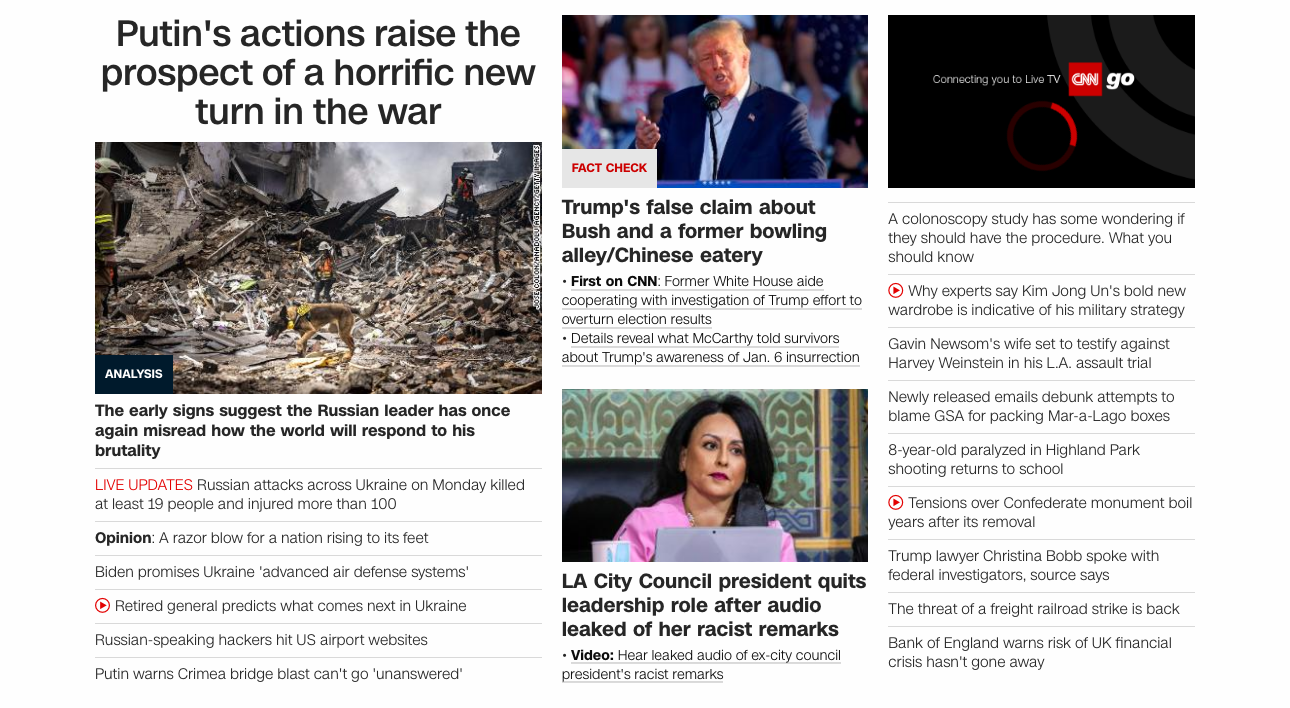 Putin's actions raise the
prospect of a horrific new
turn in the war
ANALYSIS
The early signs suggest the Russian leader has once
again misread how the world will respond to his
brutality
LIVE UPDATES Russian attacks across Ukraine on Monday killed
at least 19 people and injured more than 100
Opinion: A razor blow for a nation rising to its feet
Biden promises Ukraine 'advanced air defense systems'
Retired general predicts what comes next in Ukraine
Russian-speaking hackers hit US airport websites
Putin warns Crimea bridge blast can't go 'unanswered'
FACT CHECK
Trump's false claim about
Bush and a former bowling
alley/Chinese eatery
• First on CNN: Former White House aide
cooperating with investigation of Trump effort to
overturn election results
• Details reveal what McCarthy told survivors
about Trump's awareness of Jan. 6 insurrection
LA City Council president quits
leadership role after audio
leaked of her racist remarks
• Video: Hear leaked audio of ex-city council
president's racist remarks
Connecting you to Live TV CNN go
A colonoscopy study has some wondering if
they should have the procedure. What you
should know
Why experts say Kim Jong Un's bold new
wardrobe is indicative of his military strategy
Gavin Newsom's wife set to testify against
Harvey Weinstein in his L.A. assault trial
Newly released emails debunk attempts to
blame GSA for packing Mar-a-Lago boxes
8-year-old paralyzed in Highland Park
shooting returns to school
Tensions over Confederate monument boil
years after its removal
Trump lawyer Christina Bobb spoke with
federal investigators, source says
The threat of a freight railroad strike is back
Bank of England warns risk of UK financial
crisis hasn't gone away